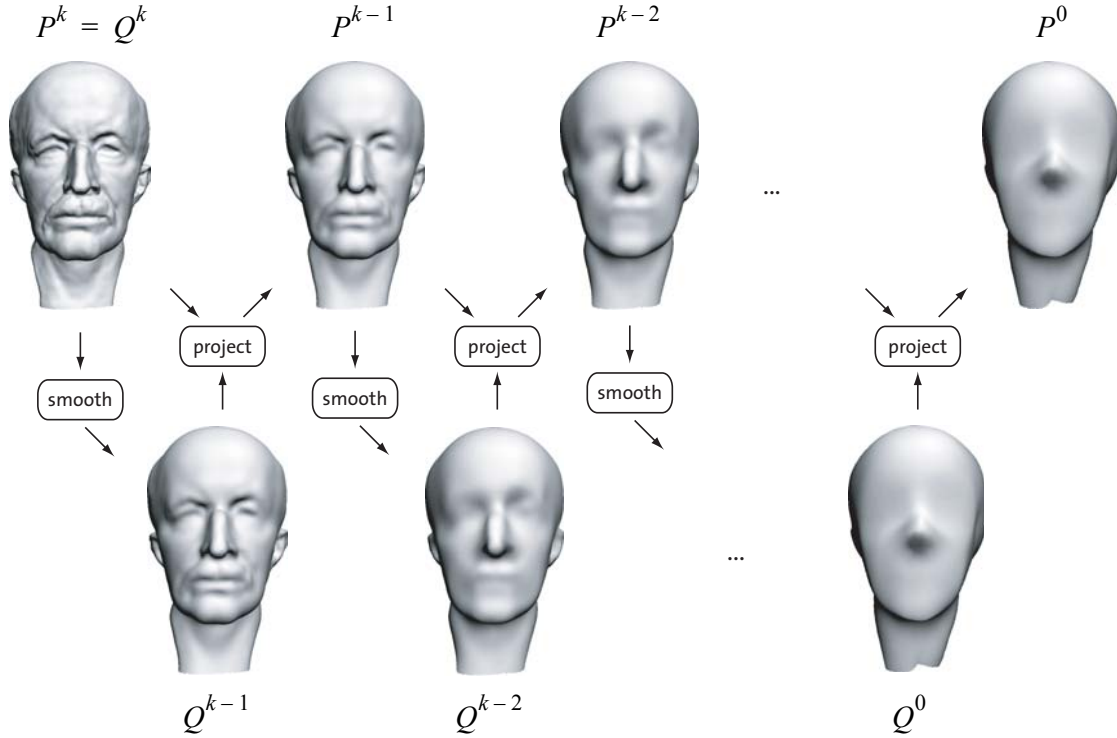 P^k = Q^k P^{k-1} P^{k-2} P^0
...
project project project
smooth smooth smooth
...
Q^{k-1} Q^{k-2} Q^0